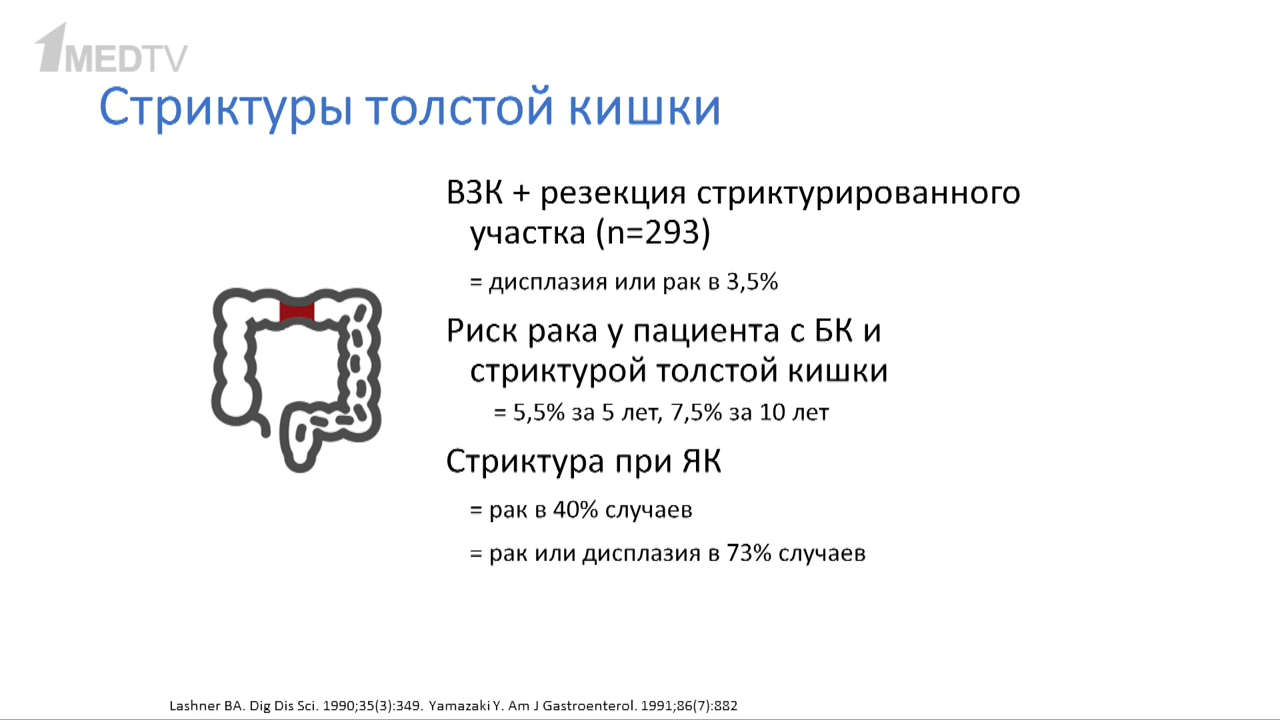 1MEDTV
Стриктуры толстой кишки
ВЗК + резекция стриктурированного
участка (n=293)
= дисплазия или рак в 3,5%
Риск рака у пациента с БК и
стриктурой толстой кишки
= 5,5% за 5 лет, 7,5% за 10 лет
Стриктура при ЯК
= рак в 40% случаев
= рак или дисплазия в 73% случаев
Lashner BA. Dig Dis Sci. 1990;35(3):349. Yamazaki Y. Am J Gastroenterol. 1991;86(7):882